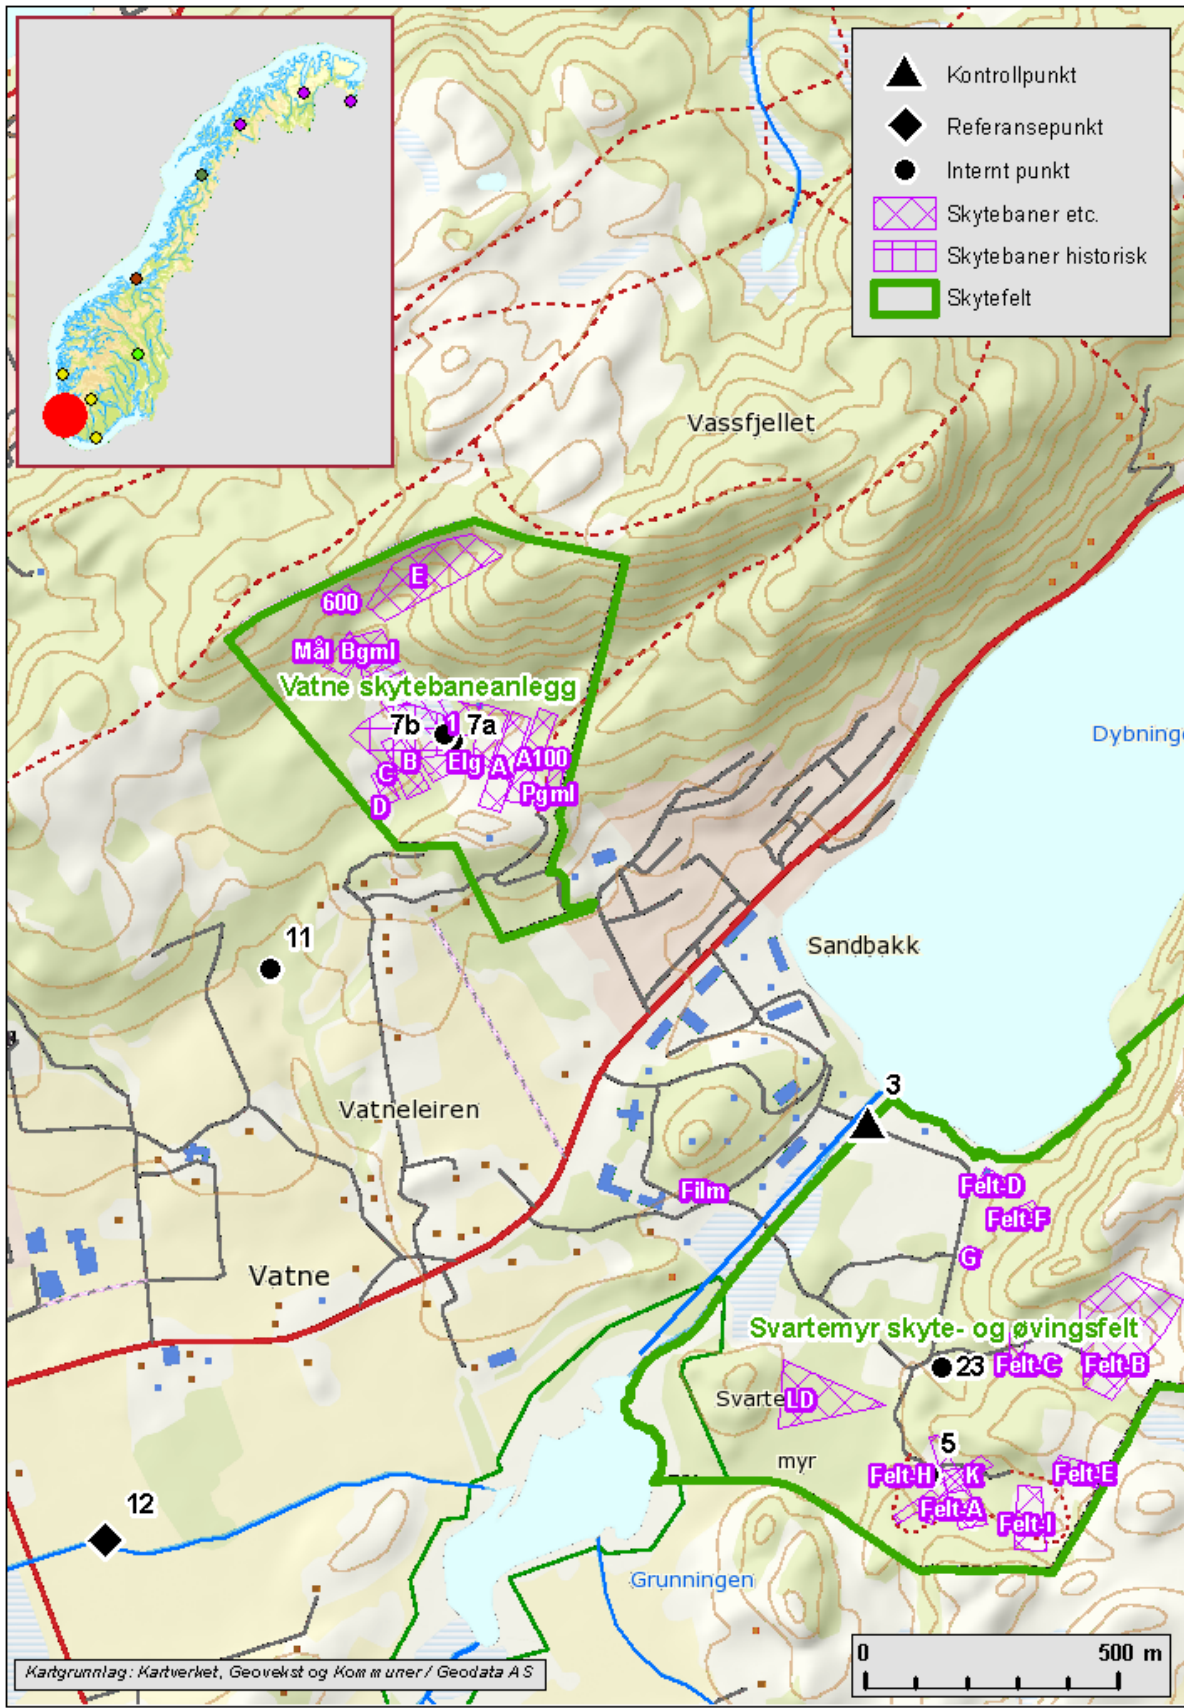 Kontrollpunkt
Referansepunkt
Internt punkt
Skytebaner etc.
Skytebaner historisk
Skytefelt
Vassfjellet
E
600
Mål Bgml
Vatne skytebaneanlegg
7b 1 7a
C B Elg A A100
D Pgml
Dybninge
11
Sandbakk
3
Vatneleiren
Film
Felt-D
Felt-F
G
Vatne
Svartemyr skyte- og øvingsfelt
23 Felt-C Felt-B
Svarte LD
myr
5
Felt-H K Felt-E
Felt-A
Felt-I
12
Grunningen
0 500 m
Kartgrunnlag: Kartverket, Geovekst og Kommuner / Geodata AS